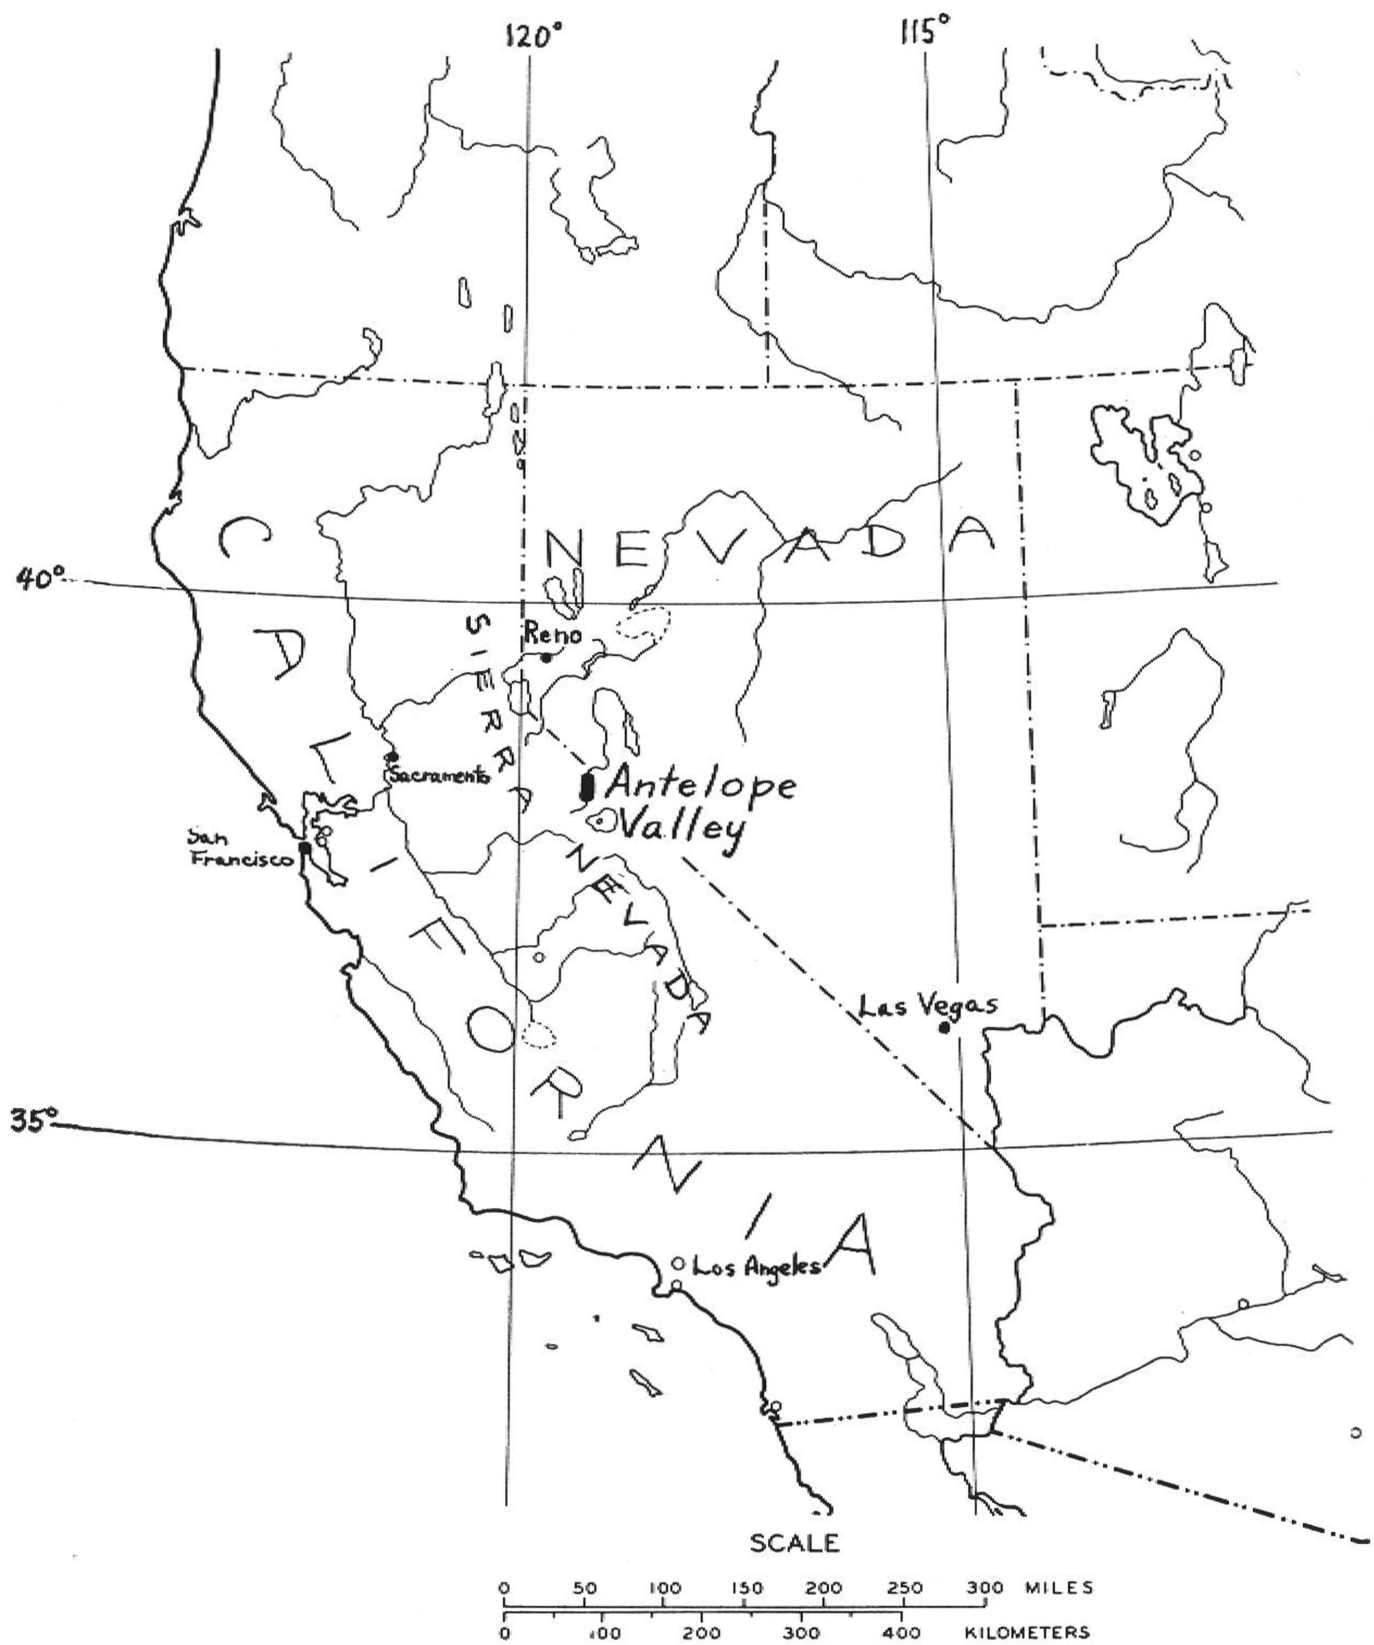 120° 115°
NEVADA
40°
SIERRA NEVADA
Reno
CALIFORNIA
Sacramento
Antelope
Valley
San
Francisco
Las Vegas
35°
Los Angeles
SCALE
0 50 100 150 200 250 300 MILES
0 100 200 300 400 KILOMETERS